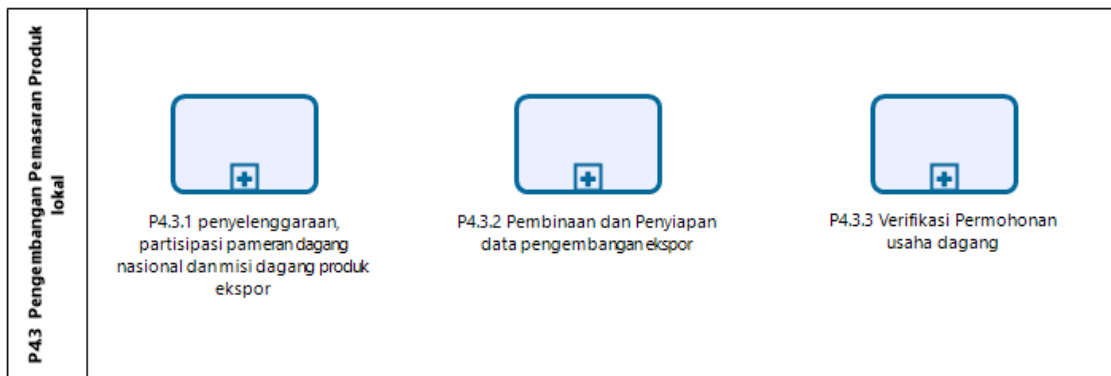 P4.3 Pengembangan Pemasaran Produk
lokal
P4.3.1 penyelenggaraan,
partisipasi pameran dagang
nasional dan misi dagang produk
ekspor
P4.3.2 Pembinaan dan Penyiapan
data pengembangan ekspor
P4.3.3 Verifikasi Permohonan
usaha dagang